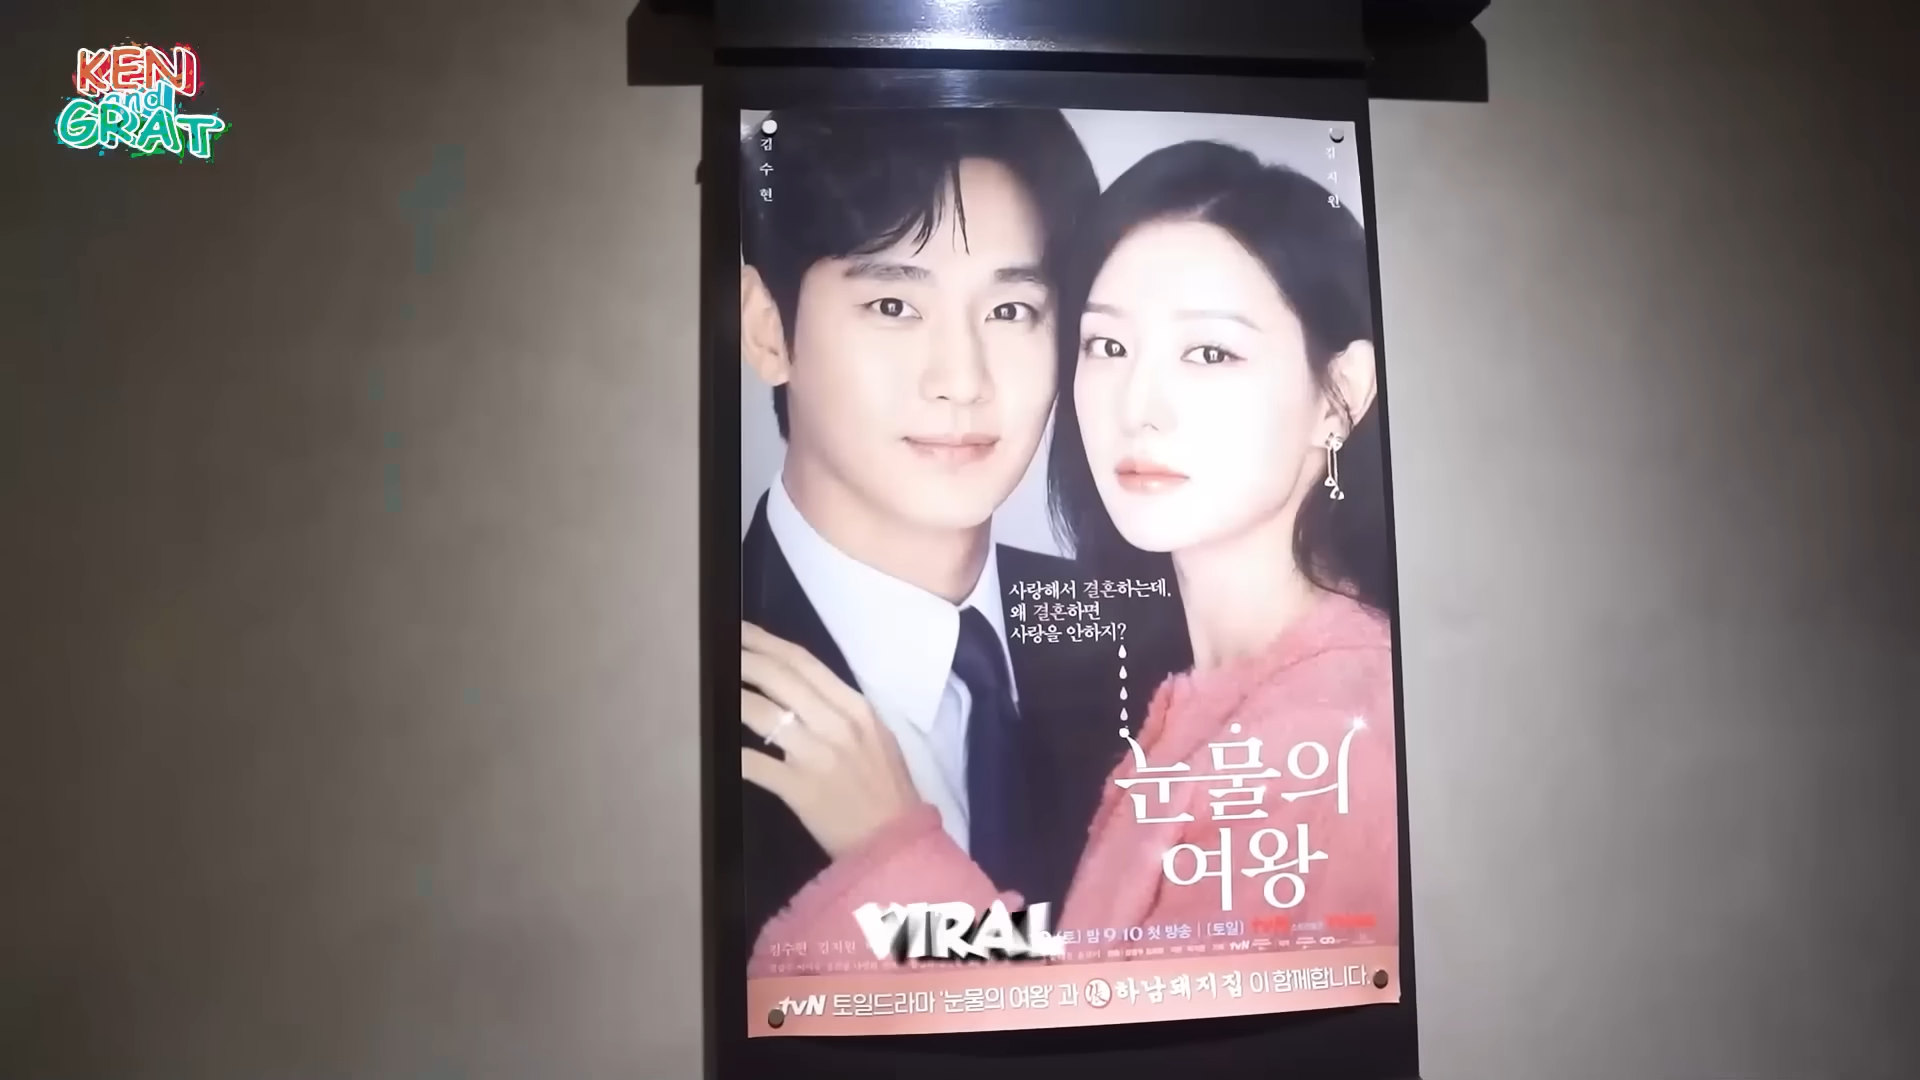 KEN
and
GRAT
김수현
김지원
사랑해서 결혼하는데,
왜 결혼하면
사랑을 안하지?
눈물의
여왕
VIRAL
(토) 밤 9.10 첫 방송 | (토일) tvN
김수현 김지원
tvN 토일드라마 '눈물의 여왕' 과 하남돼지집 이 함께합니다.